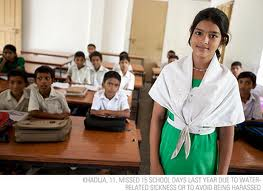 KHADIJA, 11, MISSED 15 SCHOOL DAYS LAST YEAR DUE TO WATER-
RELATED SICKNESS OR TO AVOID BEING HARASSED